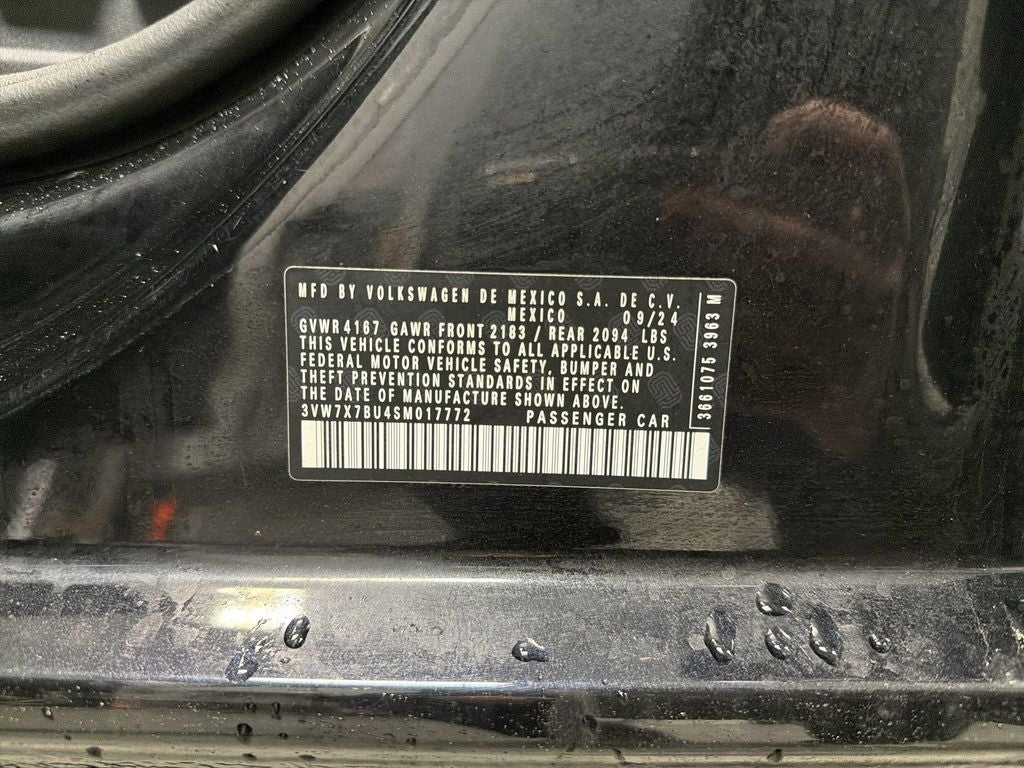 MFD BY VOLKSWAGEN DE MEXICO S.A. DE C.V.
MEXICO 09/24
GVWR 4167 GAWR FRONT 2183 / REAR 2094 LBS
THIS VEHICLE CONFORMS TO ALL APPLICABLE U.S.
FEDERAL MOTOR VEHICLE SAFETY, BUMPER AND
THEFT PREVENTION STANDARDS IN EFFECT ON
THE DATE OF MANUFACTURE SHOWN ABOVE.
3VW7X7BU4SM017772 PASSENGER CAR
3661075 3963 M